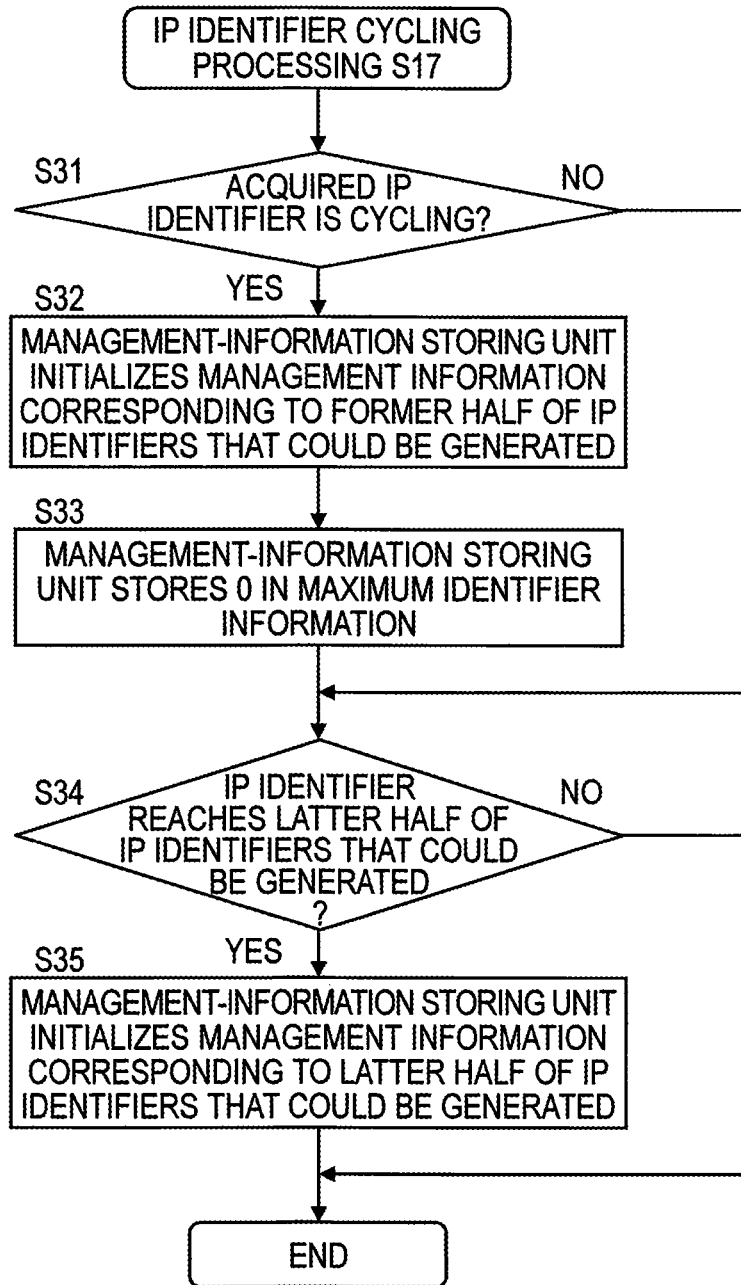 IP IDENTIFIER CYCLING
PROCESSING S17
S31
ACQUIRED IP
IDENTIFIER IS CYCLING?
NO
YES
S32
MANAGEMENT-INFORMATION STORING UNIT
INITIALIZES MANAGEMENT INFORMATION
CORRESPONDING TO FORMER HALF OF IP
IDENTIFIERS THAT COULD BE GENERATED
S33
MANAGEMENT-INFORMATION STORING
UNIT STORES 0 IN MAXIMUM IDENTIFIER
INFORMATION
S34
IP IDENTIFIER
REACHES LATTER HALF OF
IP IDENTIFIERS THAT COULD
BE GENERATED
?
NO
YES
S35
MANAGEMENT-INFORMATION STORING UNIT
INITIALIZES MANAGEMENT INFORMATION
CORRESPONDING TO LATTER HALF OF IP
IDENTIFIERS THAT COULD BE GENERATED
END